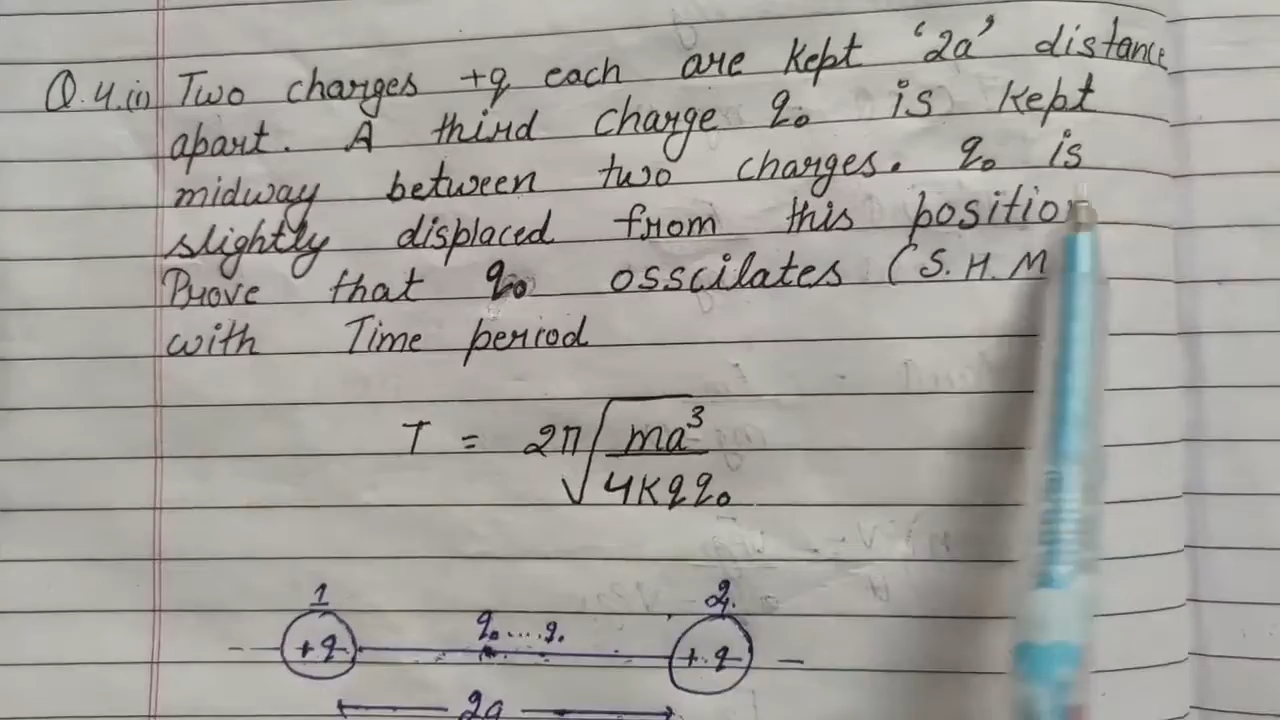 Q.4.(i) Two charges +q each are kept '2a' distance
apart. A third charge q₀ is kept
midway between two charges. q₀ is
slightly displaced from this position
Prove that q₀ osscilates (S.H.M
with Time period
T = 2π√(ma³/4Kqq₀)
1 2.
q₀....q₀
+q +q
2a